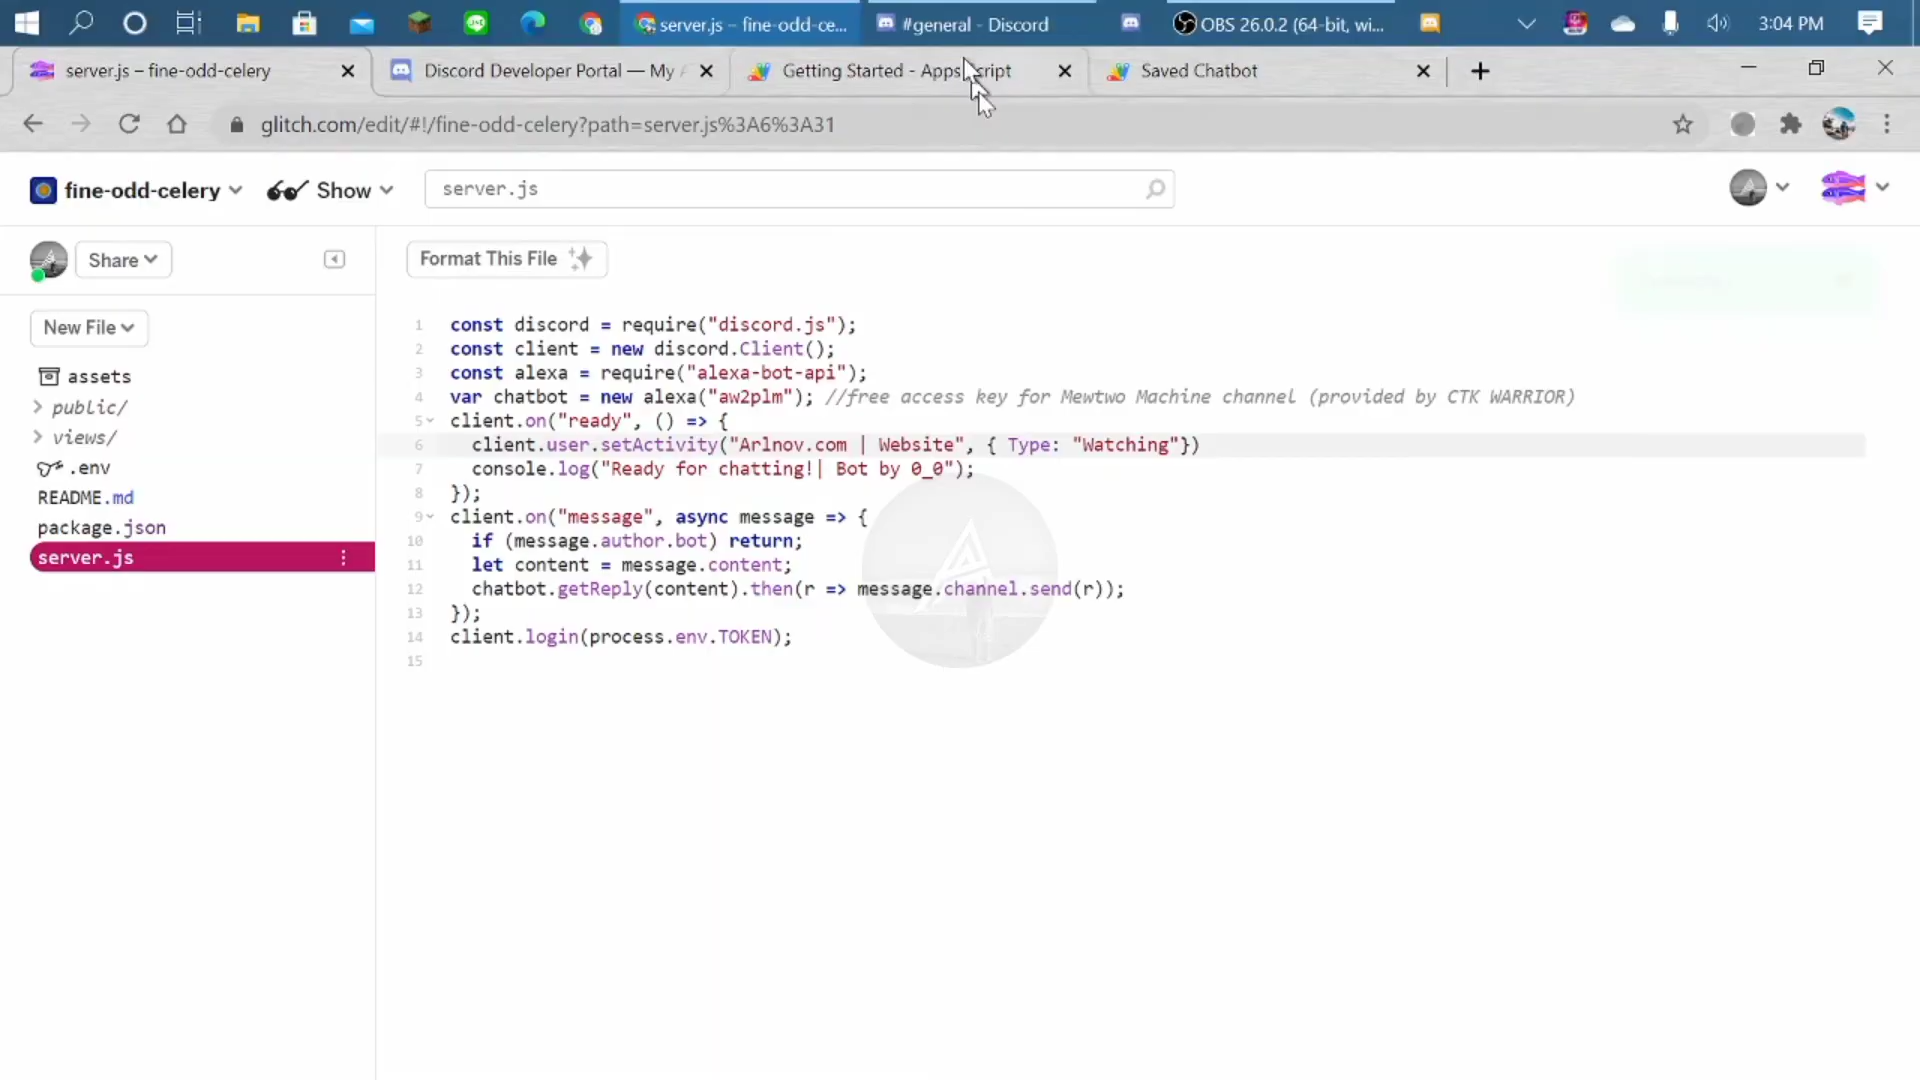 server.js – fine-odd-ce...
#general - Discord
OBS 26.0.2 (64-bit, wi...
3:04 PM
server.js – fine-odd-celery
Discord Developer Portal — My
Getting Started - Apps Script
Saved Chatbot
glitch.com/edit/#!/fine-odd-celery?path=server.js%3A6%3A31
fine-odd-celery
Show
server.js
Share
Format This File
New File
assets
public/
views/
.env
README.md
package.json
server.js
1 const discord = require("discord.js");
2 const client = new discord.Client();
3 const alexa = require("alexa-bot-api");
4 var chatbot = new alexa("aw2plm"); //free access key for Mewtwo Machine channel (provided by CTK WARRIOR)
5 client.on("ready", () => {
6 client.user.setActivity("Arlnov.com | Website", { Type: "Watching"})
7 console.log("Ready for chatting!| Bot by 0_0");
8 });
9 client.on("message", async message => {
10 if (message.author.bot) return;
11 let content = message.content;
12 chatbot.getReply(content).then(r => message.channel.send(r));
13 });
14 client.login(process.env.TOKEN);
15